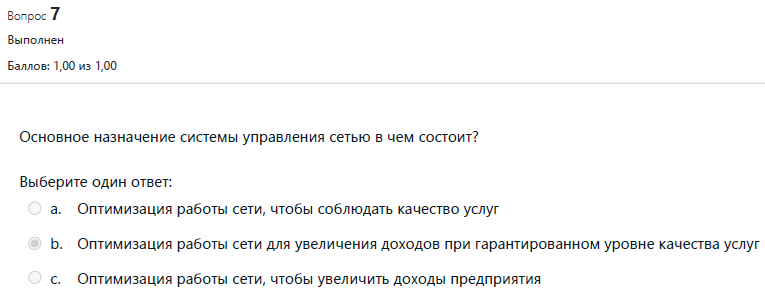 Вопрос 7
Выполнен
Баллов: 1,00 из 1,00
Основное назначение системы управления сетью в чем состоит?
Выберите один ответ:
a. Оптимизация работы сети, чтобы соблюдать качество услуг
b. Оптимизация работы сети для увеличения доходов при гарантированном уровне качества услуг
c. Оптимизация работы сети, чтобы увеличить доходы предприятия